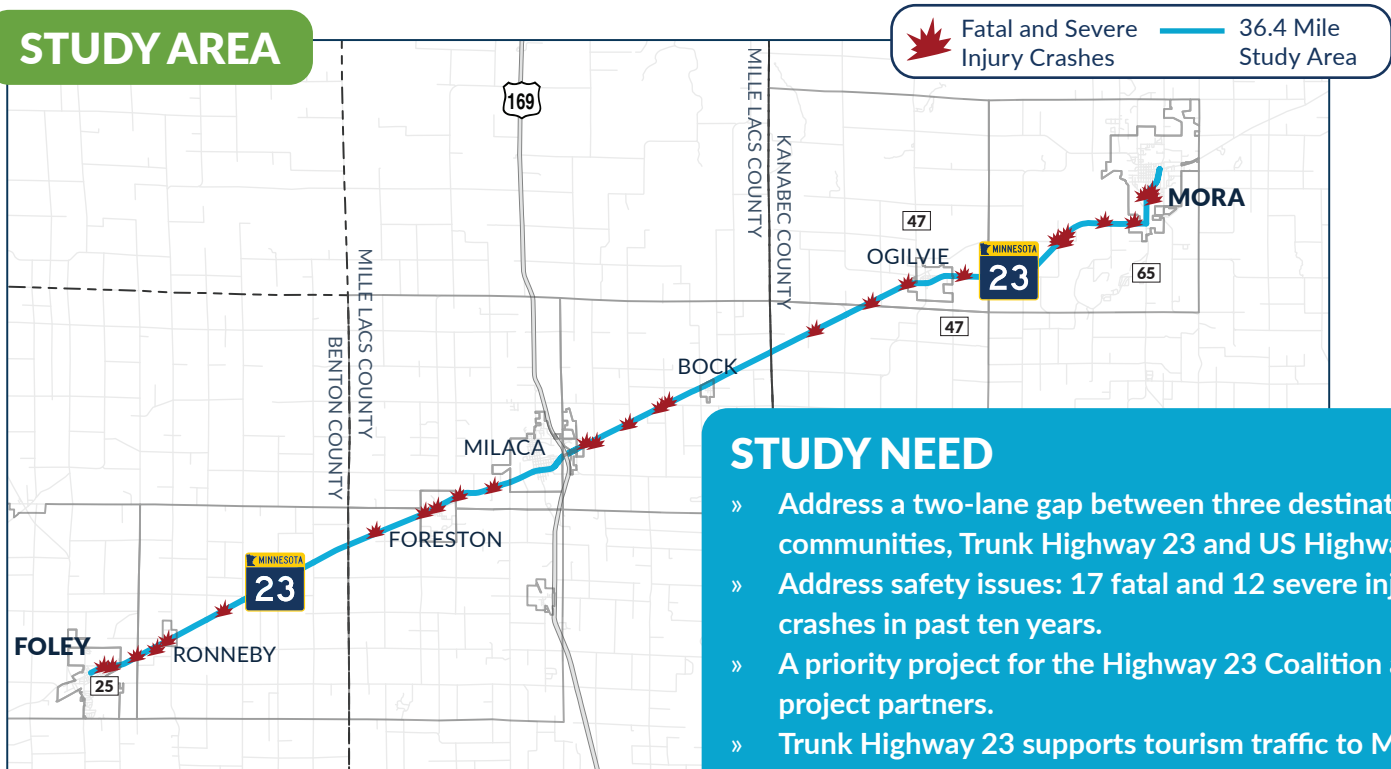 STUDY AREA
Fatal and Severe
Injury Crashes
36.4 Mile
Study Area
169
MILLE LACS COUNTY
KANABEC COUNTY
MORA
47
OGILVIE
MINNESOTA
23
65
47
MILLE LACS COUNTY
BENTON COUNTY
BOCK
MILACA
FORESTON
MINNESOTA
23
FOLEY
RONNEBY
25
STUDY NEED
» Address a two-lane gap between three
communities, Trunk Highway 23 and US
» Address safety issues: 17 fatal and 12 severe
crashes in past ten years.
» A priority project for the Highway 23 Coalition
project partners.
» Trunk Highway 23 supports tourism traffic to